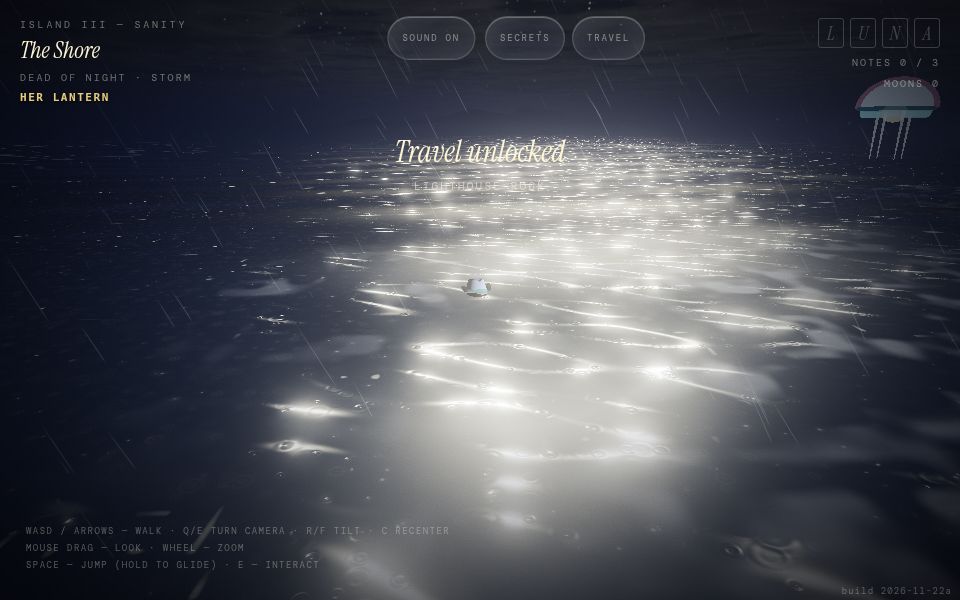 ISLAND III — SANITY
The Shore
DEAD OF NIGHT · STORM
HER LANTERN
SOUND ON
SECRETS
TRAVEL
L U N A
NOTES 0 / 3
MOONS 0
Travel unlocked
LIGHTHOUSE ROCK
WASD / ARROWS — WALK · Q/E TURN CAMERA · R/F TILT · C RECENTER
MOUSE DRAG — LOOK · WHEEL — ZOOM
SPACE — JUMP (HOLD TO GLIDE) · E — INTERACT
build 2026-11-22a